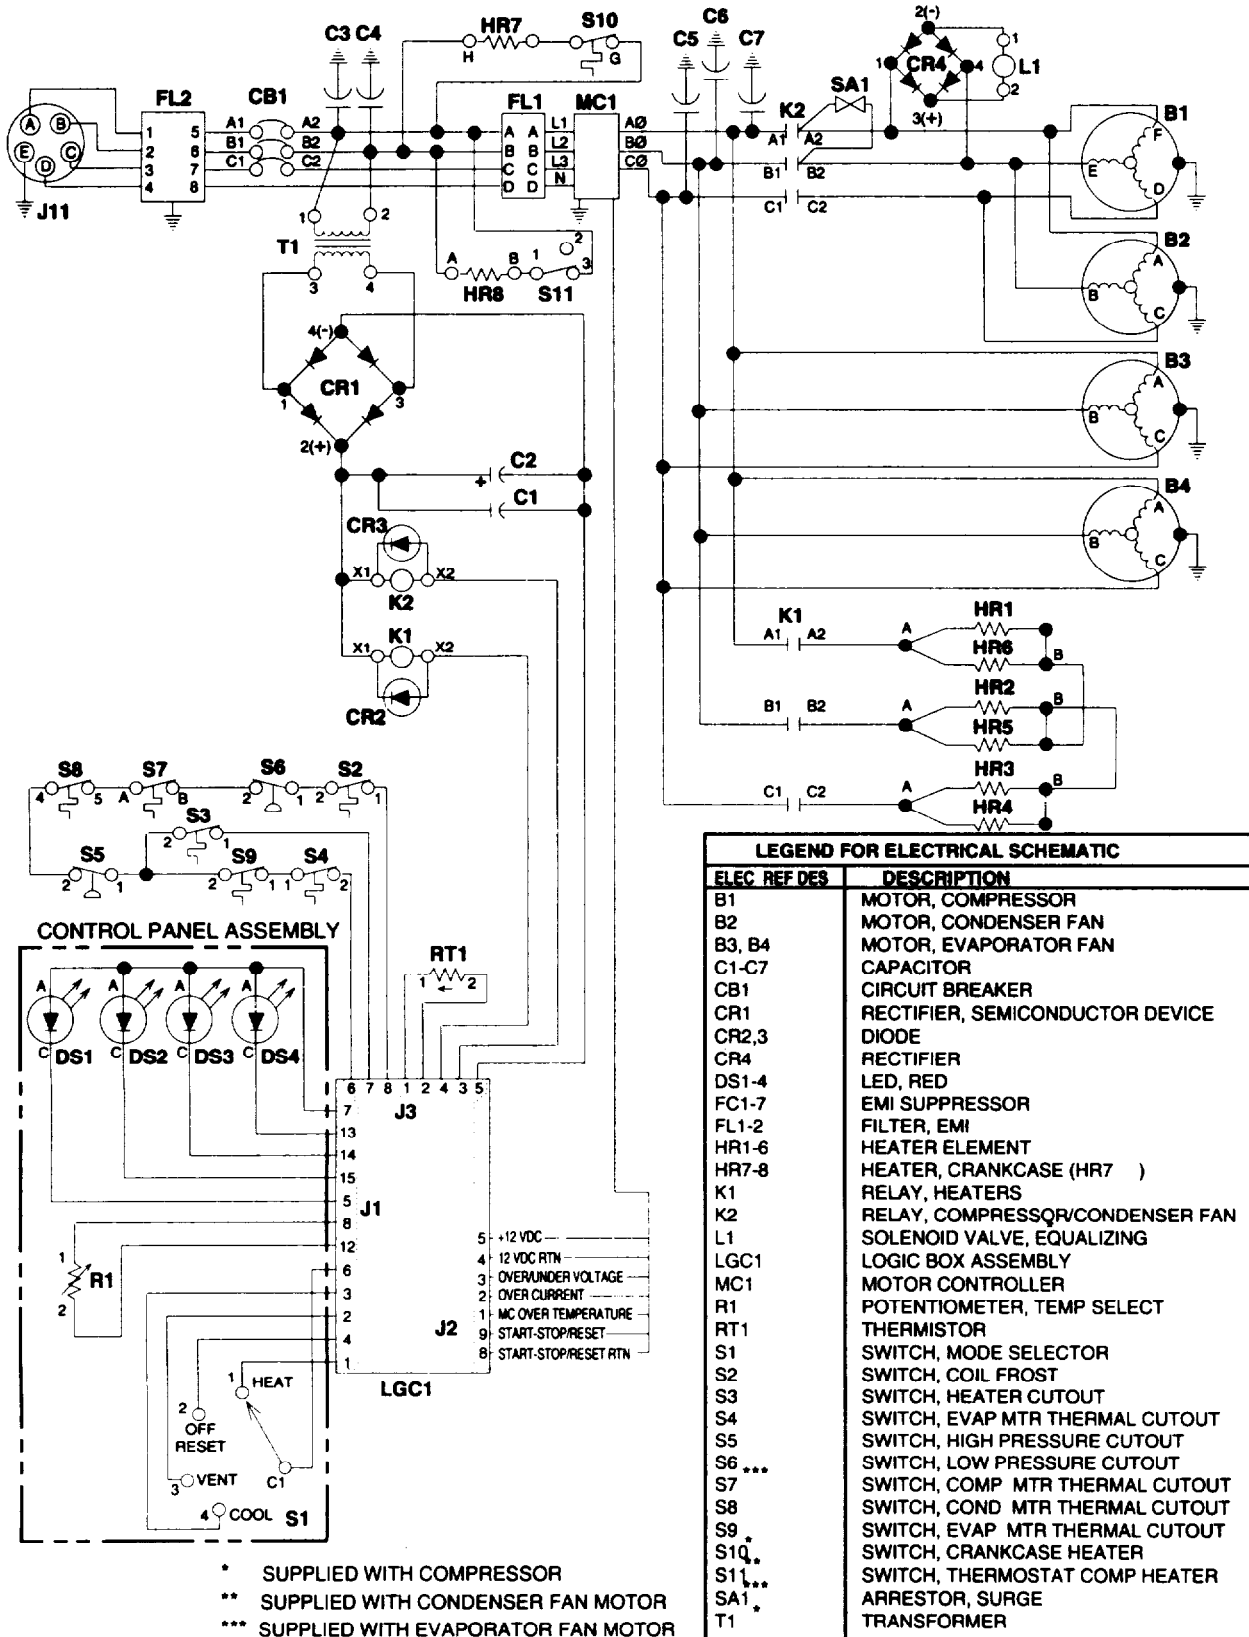 C3 C4 HR7 S10 C5 C6 C7 2(-)
H G 1 CR4 4 1 L1 2
3(+)
FL2 CB1 FL1 MC1 K2 SA1 B1
A B E D C
J11
1 2 3 4
5 6 7 8
A1 A2
B1 B2
C1 C2
A A L1 AØ
B B L2 BØ
C C L3 CØ
D D N
A1 A2
B1 B2
C1 C2
E F D
1 2
T1
3 4
A B 1 2 3
HR8 S11
B2
A B C
4(-)
CR1
1 3
2(+)
B3
A B C
C2
+
C1
B4
A B C
CR3
X1 X2
K2
K1
X1 X2
CR2
K1
A1 A2 A HR1
HR6 B
B1 B2 A HR2 B
HR5
C1 C2 A HR3 B
HR4
S8 S7 S6 S2
4 5 A B 2 1 2 1
S3
2 1
S5 S9 S4
2 1 2 1 1 2
CONTROL PANEL ASSEMBLY
A A A A
C DS1 C DS2 C DS3 C DS4
RT1
1 2
6 7 8 1 2 4 3 5
J3
7
13
14
15
5
J1
8
12
6
3
2
4
1
1
R1
2
5 +12 VDC
4 12 VDC RTN
3 OVER/UNDER VOLTAGE
2 OVER CURRENT
1 MC OVER TEMPERATURE
J2
9 START-STOP/RESET
8 START-STOP/RESET RTN
LGC1
1 HEAT
2
OFF
RESET
3 VENT
C1
4 COOL S1
* SUPPLIED WITH COMPRESSOR
** SUPPLIED WITH CONDENSER FAN MOTOR
*** SUPPLIED WITH EVAPORATOR FAN MOTOR
LEGEND FOR ELECTRICAL SCHEMATIC
ELEC REF DES DESCRIPTION
B1 MOTOR, COMPRESSOR
B2 MOTOR, CONDENSER FAN
B3, B4 MOTOR, EVAPORATOR FAN
C1-C7 CAPACITOR
CB1 CIRCUIT BREAKER
CR1 RECTIFIER, SEMICONDUCTOR DEVICE
CR2,3 DIODE
CR4 RECTIFIER
DS1-4 LED, RED
FC1-7 EMI SUPPRESSOR
FL1-2 FILTER, EMI
HR1-6 HEATER ELEMENT
HR7-8 HEATER, CRANKCASE (HR7 )
K1 RELAY, HEATERS
K2 RELAY, COMPRESSOR/CONDENSER FAN
L1 SOLENOID VALVE, EQUALIZING
LGC1 LOGIC BOX ASSEMBLY
MC1 MOTOR CONTROLLER
R1 POTENTIOMETER, TEMP SELECT
RT1 THERMISTOR
S1 SWITCH, MODE SELECTOR
S2 SWITCH, COIL FROST
S3 SWITCH, HEATER CUTOUT
S4 SWITCH, EVAP MTR THERMAL CUTOUT
S5 SWITCH, HIGH PRESSURE CUTOUT
S6 *** SWITCH, LOW PRESSURE CUTOUT
S7 SWITCH, COMP MTR THERMAL CUTOUT
S8 SWITCH, COND MTR THERMAL CUTOUT
S9 * SWITCH, EVAP MTR THERMAL CUTOUT
S10 ** SWITCH, CRANKCASE HEATER
S11 *** SWITCH, THERMOSTAT COMP HEATER
SA1 * ARRESTOR, SURGE
T1 TRANSFORMER